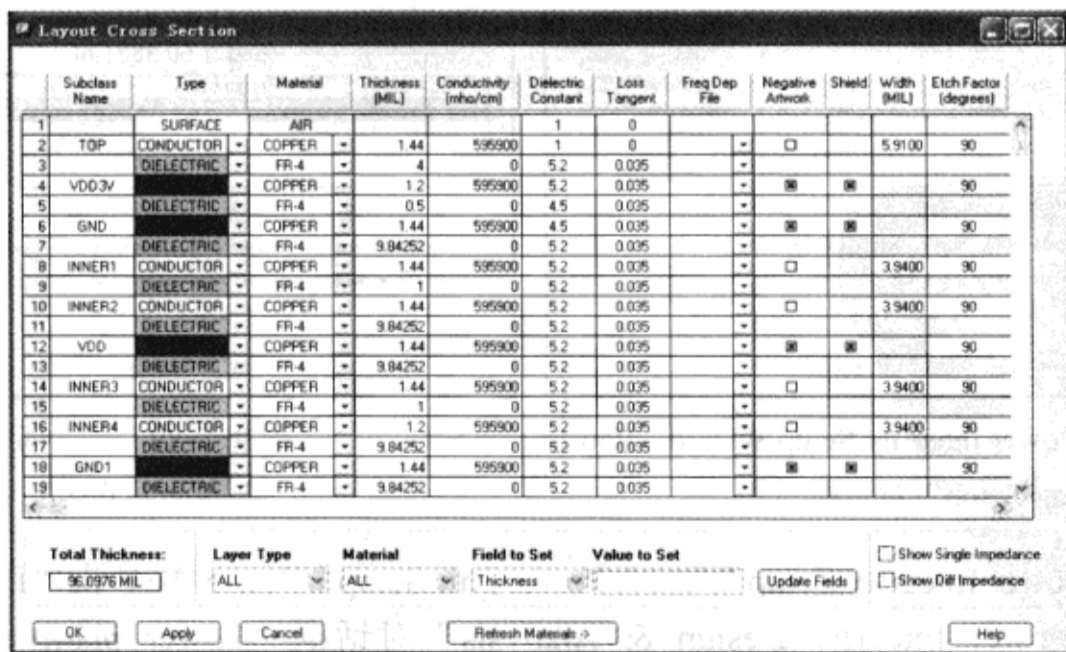 Layout Cross Section
Subclass Name Type Material Thickness (MIL) Conductivity (mho/cm) Dielectric Constant Loss Tangent Freq Dep File Negative Artwork Shield Width (MIL) Etch Factor (degrees)
1 SURFACE AIR 1 0
2 TOP CONDUCTOR COPPER 1.44 595900 1 0 5.9100 90
3 DIELECTRIC FR-4 4 0 5.2 0.035
4 VDD3V COPPER 1.2 595900 5.2 0.035 90
5 DIELECTRIC FR-4 0.5 0 4.5 0.035
6 GND COPPER 1.44 595900 4.5 0.035 90
7 DIELECTRIC FR-4 9.84252 0 5.2 0.035
8 INNER1 CONDUCTOR COPPER 1.44 595900 5.2 0.035 3.9400 90
9 DIELECTRIC FR-4 1 0 5.2 0.035
10 INNER2 CONDUCTOR COPPER 1.44 595900 5.2 0.035 3.9400 90
11 DIELECTRIC FR-4 9.84252 0 5.2 0.035
12 VDD COPPER 1.44 595900 5.2 0.035 90
13 DIELECTRIC FR-4 9.84252 0 5.2 0.035
14 INNER3 CONDUCTOR COPPER 1.44 595900 5.2 0.035 3.9400 90
15 DIELECTRIC FR-4 1 0 5.2 0.035
16 INNER4 CONDUCTOR COPPER 1.2 595900 5.2 0.035 3.9400 90
17 DIELECTRIC FR-4 9.84252 0 5.2 0.035
18 GND1 COPPER 1.44 595900 5.2 0.035 90
19 DIELECTRIC FR-4 9.84252 0 5.2 0.035
Total Thickness: Layer Type Material Field to Set Value to Set Show Single Impedance
96.0976 MIL ALL ALL Thickness Update Fields Show Diff Impedance
OK Apply Cancel Refresh Materials -> Help